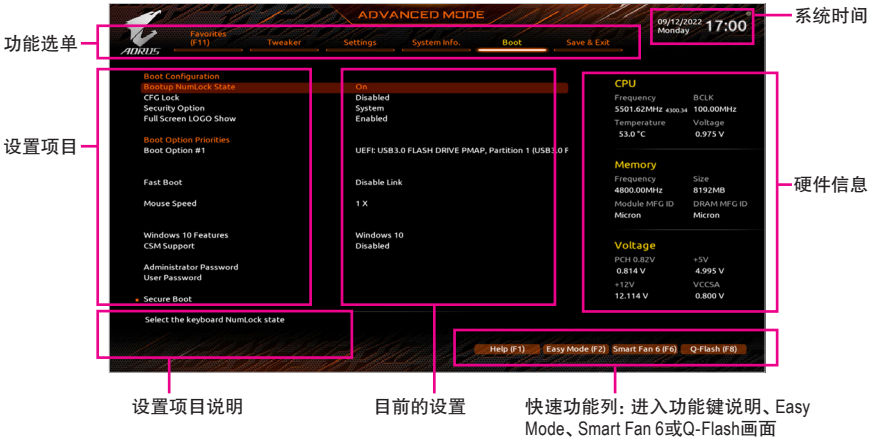 ADVANCED MODE
09/12/2022
Monday
17:00
系统时间
功能选单
AORUS
Favorites
(F11)
Tweaker
Settings
System Info.
Boot
Save & Exit
设置项目
Boot Configuration
Bootup NumLock State On
CFG Lock Disabled
Security Option System
Full Screen LOGO Show Enabled
Boot Option Priorities
Boot Option #1 UEFI: USB3.0 FLASH DRIVE PMAP, Partition 1 (USB3.0 F
Fast Boot Disable Link
Mouse Speed 1 X
Windows 10 Features Windows 10
CSM Support Disabled
Administrator Password
User Password
Secure Boot
Select the keyboard NumLock state
CPU
Frequency BCLK
5501.62MHz 4300.34 100.00MHz
Temperature Voltage
53.0 °C 0.975 V
Memory
Frequency Size
4800.00MHz 8192MB
Module MFG ID DRAM MFG ID
Micron Micron
Voltage
PCH 0.82V +5V
0.814 V 4.995 V
+12V VCCSA
12.114 V 0.800 V
硬件信息
Help (F1) Easy Mode (F2) Smart Fan 6 (F6) Q-Flash (F8)
设置项目说明
目前的设置
快速功能列: 进入功能键说明、Easy
Mode、Smart Fan 6或Q-Flash画面